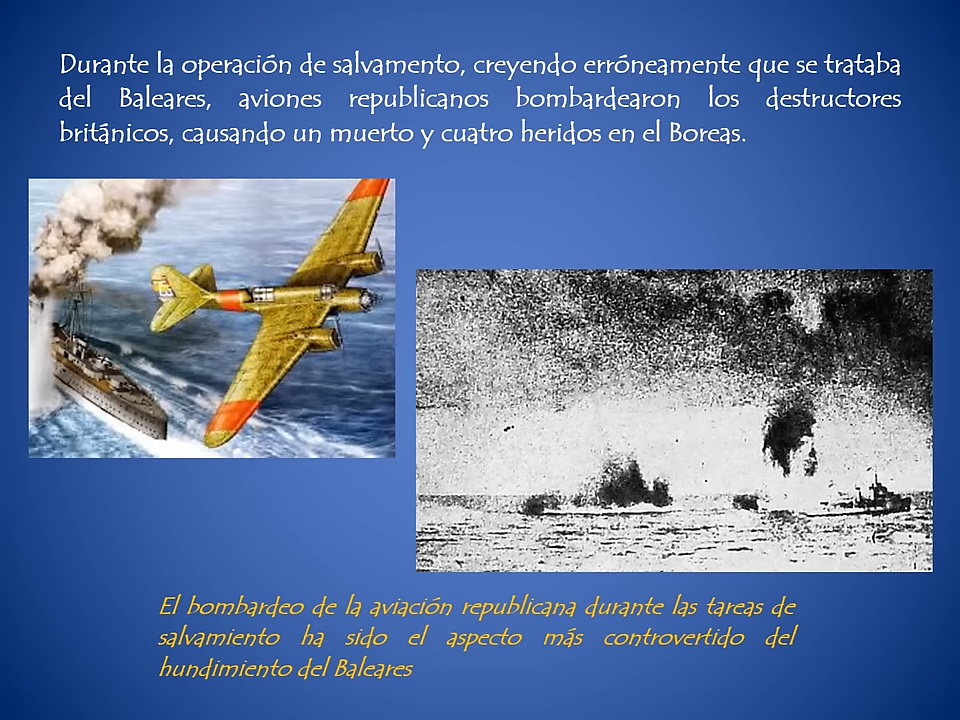 Durante la operación de salvamento, creyendo erróneamente que se trataba
del Baleares, aviones republicanos bombardearon los destructores
británicos, causando un muerto y cuatro heridos en el Boreas.
El bombardeo de la aviación republicana durante las tareas de
salvamiento ha sido el aspecto más controvertido del
hundimiento del Baleares